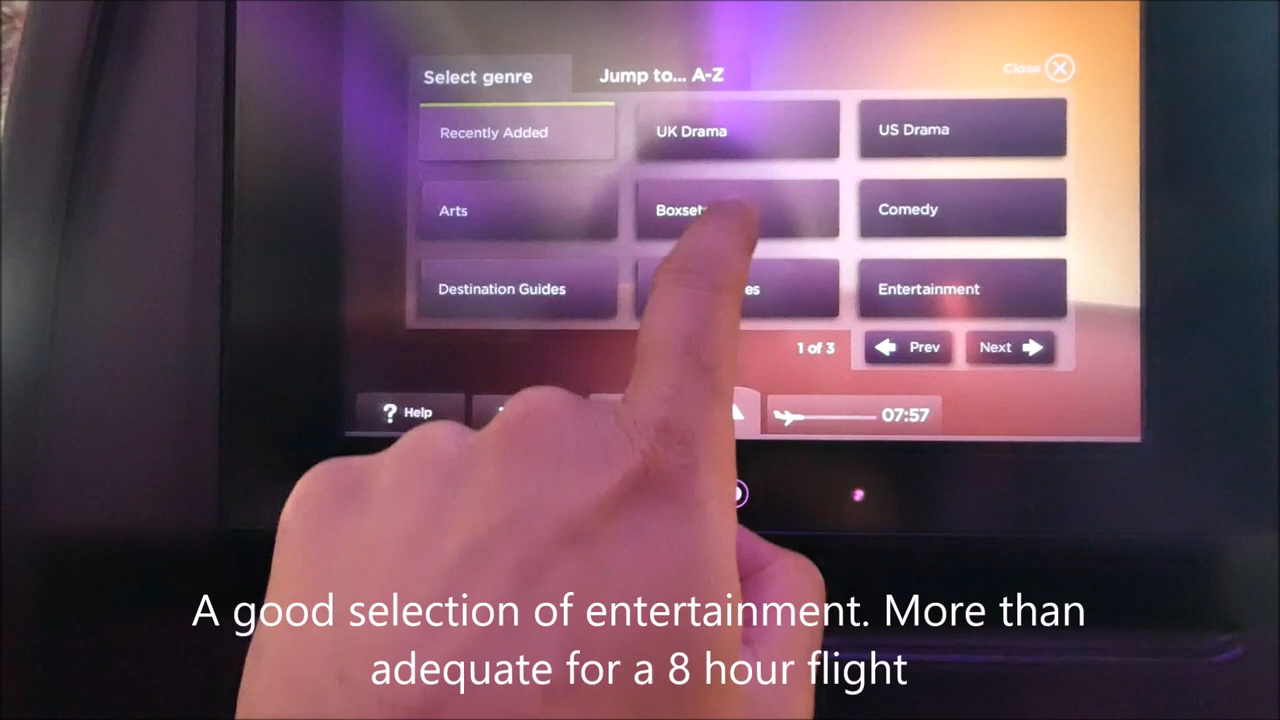 Select genre
Jump to... A-Z
Close
Recently Added
UK Drama
US Drama
Arts
Comedy
Destination Guides
Entertainment
1 of 3
Prev
Next
? Help
07:57
A good selection of entertainment. More than
adequate for a 8 hour flight